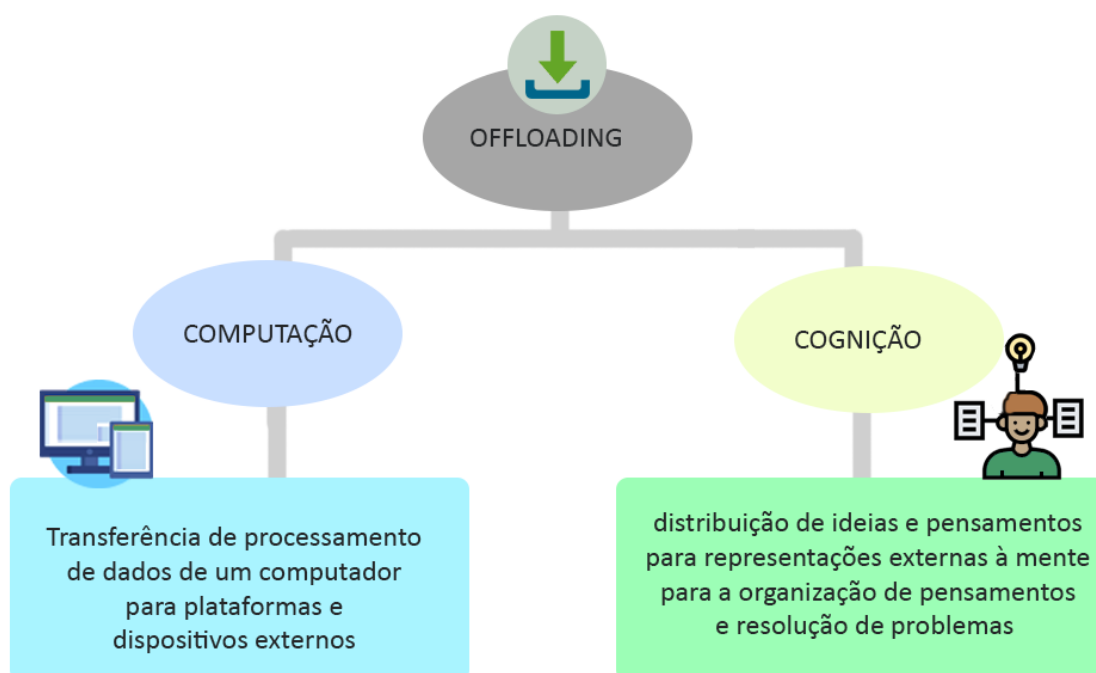 OFFLOADING
COMPUTAÇÃO
COGNIÇÃO
Transferência de processamento
de dados de um computador
para plataformas e
dispositivos externos
distribuição de ideias e pensamentos
para representações externas à mente
para a organização de pensamentos
e resolução de problemas